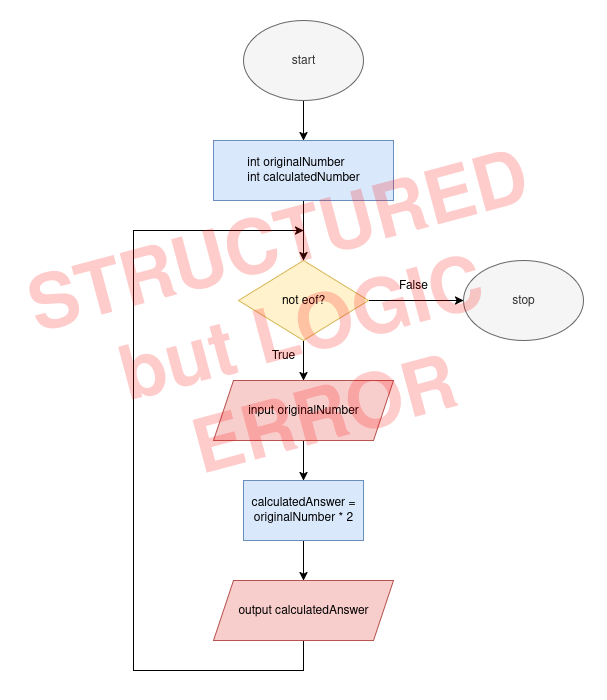 start
int originalNumber
int calculatedNumber
STRUCTURED
not eof?
False
stop
but LOGIC
True
input originalNumber
ERROR
calculatedAnswer =
originalNumber * 2
output calculatedAnswer